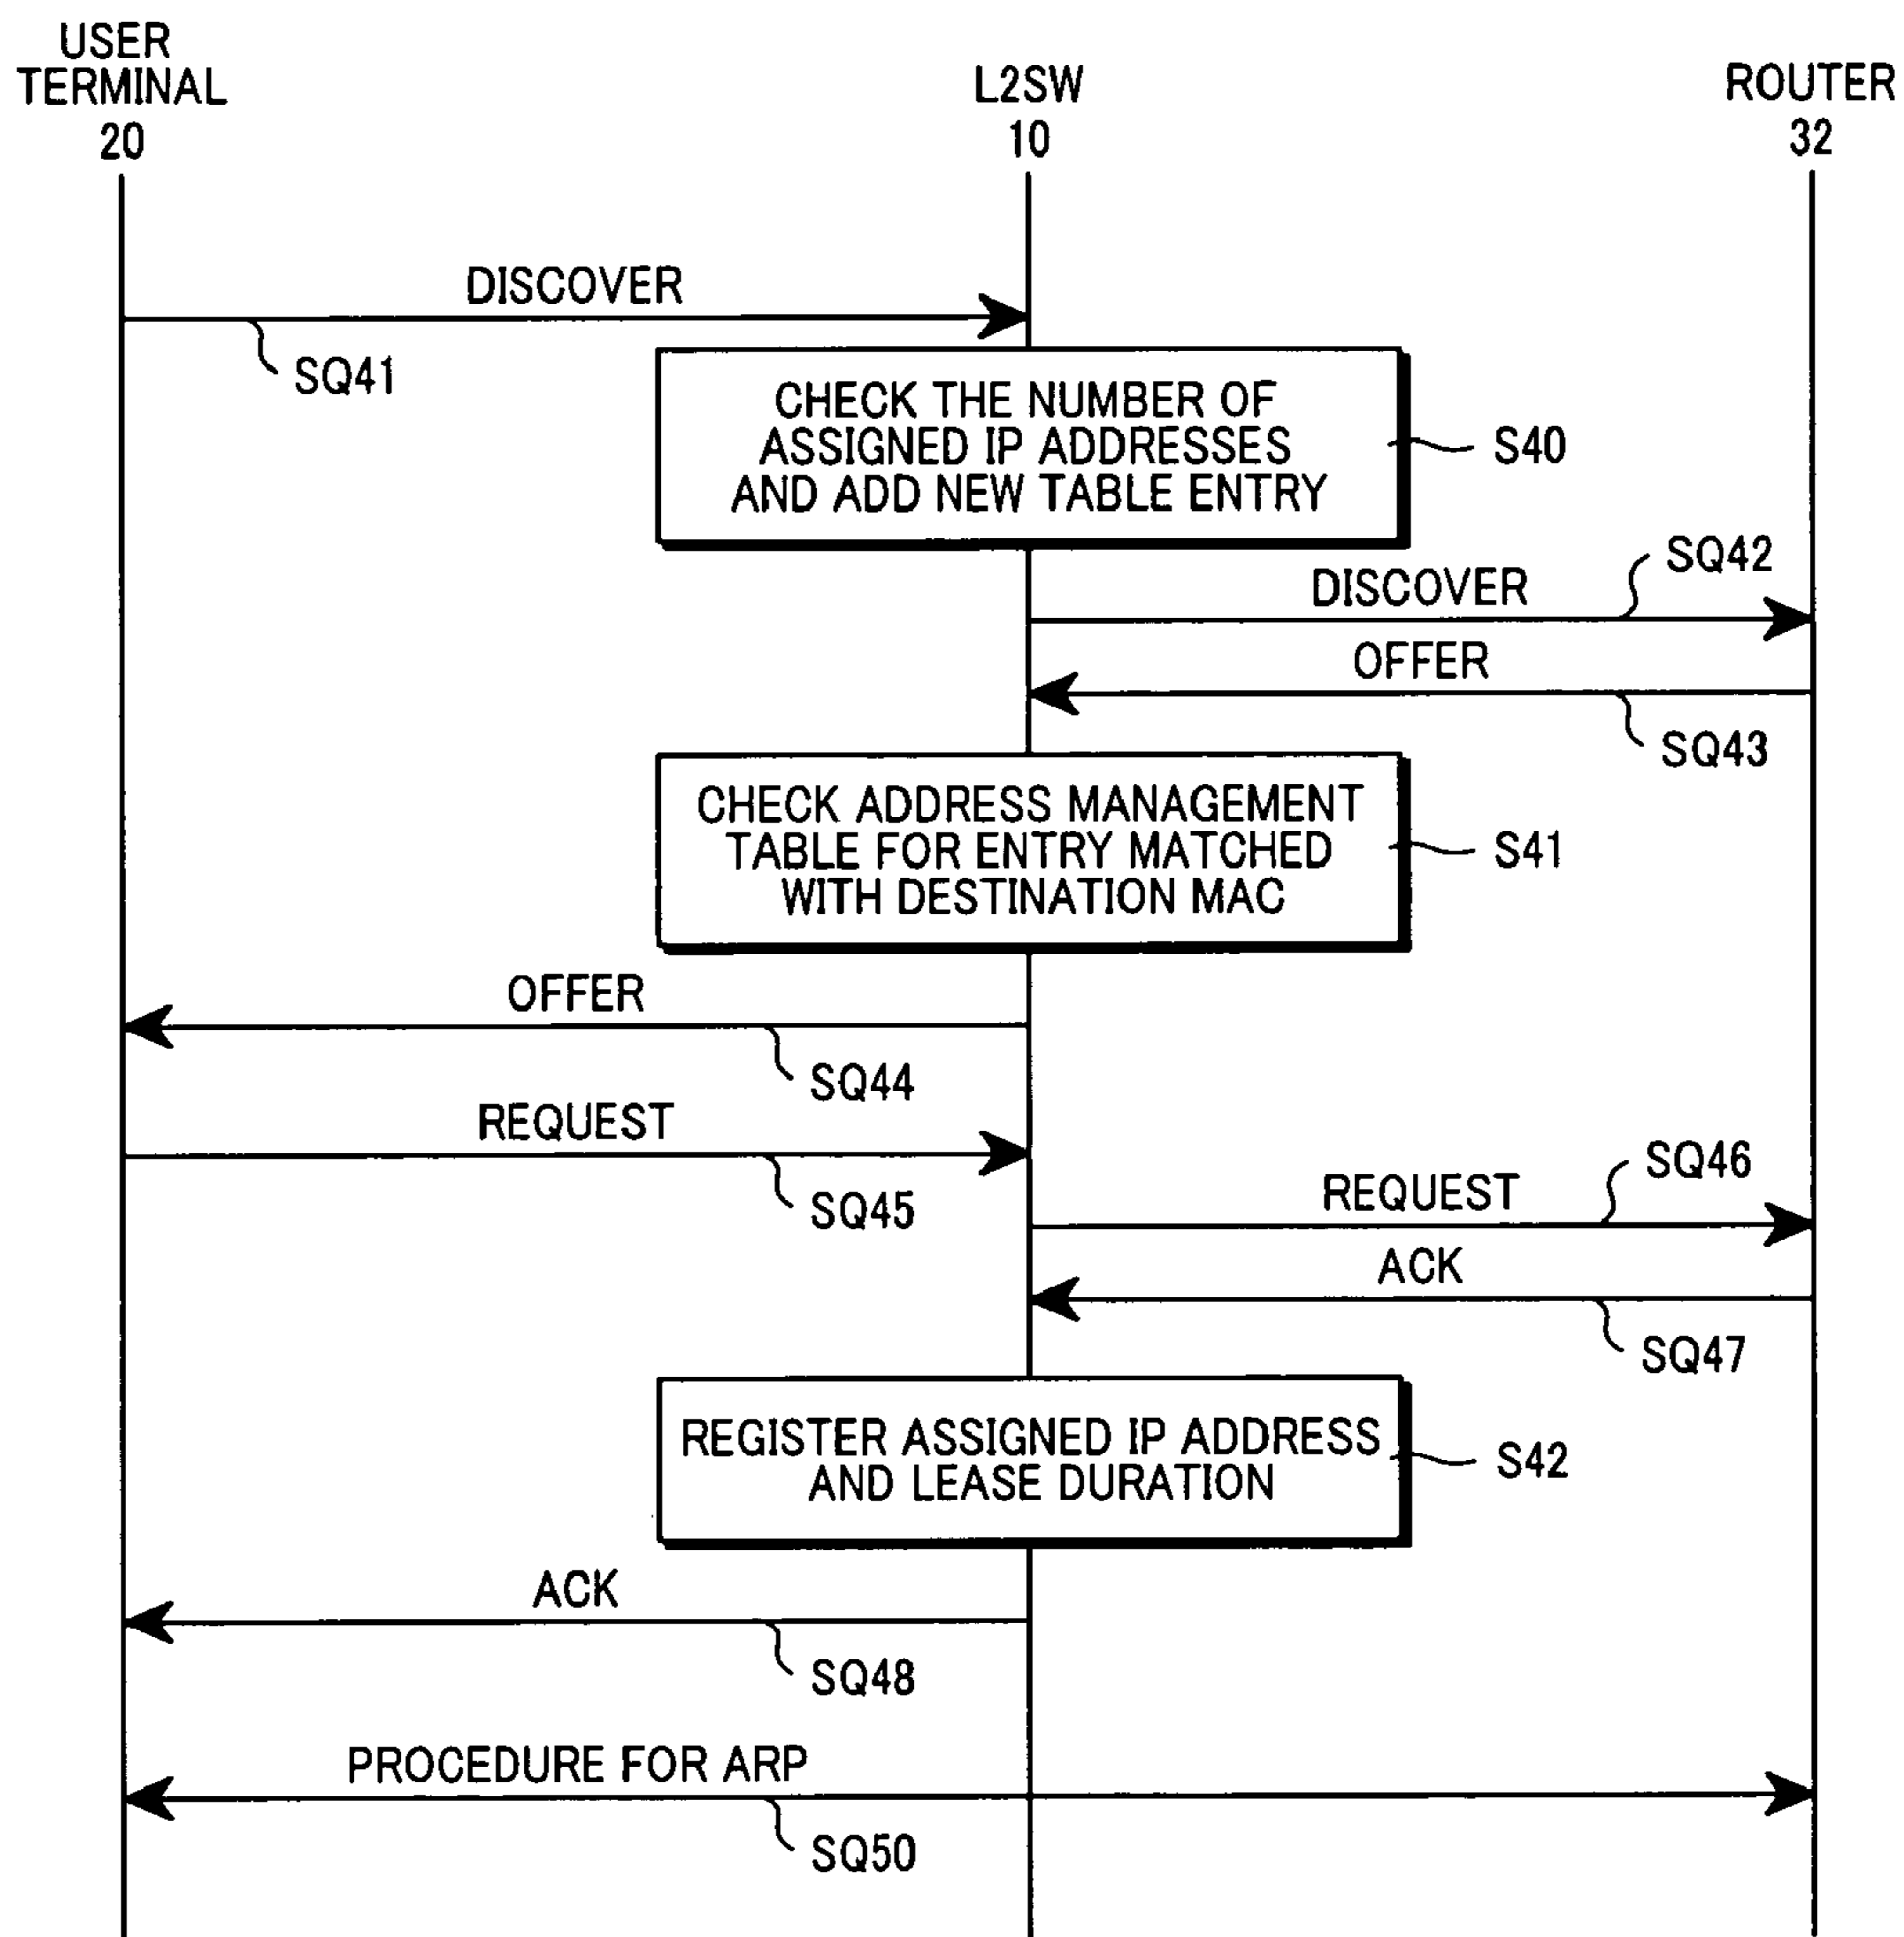 USER
TERMINAL
20
L2SW
10
ROUTER
32
DISCOVER
SQ41
CHECK THE NUMBER OF
ASSIGNED IP ADDRESSES
AND ADD NEW TABLE ENTRY
S40
SQ42
DISCOVER
OFFER
SQ43
CHECK ADDRESS MANAGEMENT
TABLE FOR ENTRY MATCHED
WITH DESTINATION MAC
S41
OFFER
SQ44
REQUEST
SQ45
SQ46
REQUEST
ACK
SQ47
REGISTER ASSIGNED IP ADDRESS
AND LEASE DURATION
S42
ACK
SQ48
PROCEDURE FOR ARP
SQ50